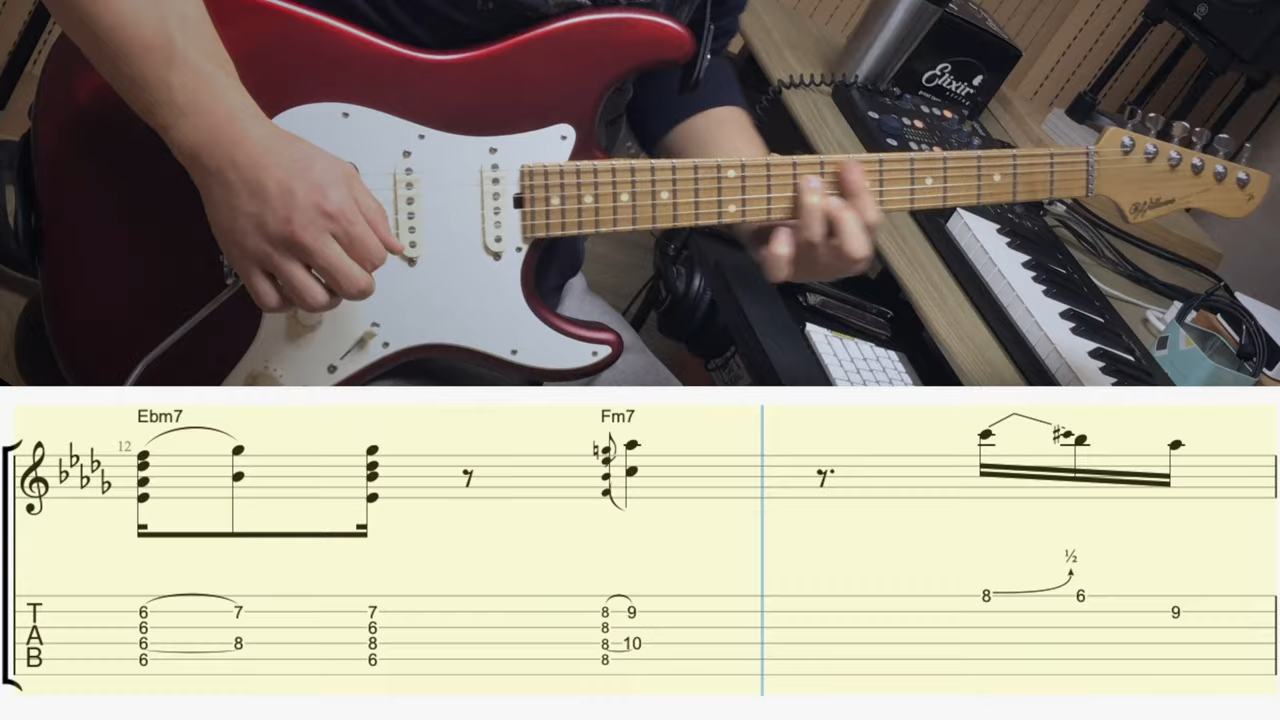 Elixir
Ebm7 Fm7
12
½
8 6
6 7 7 8 9 9
T 6 6 8
A 6 8 8 8 10
B 6 6 8